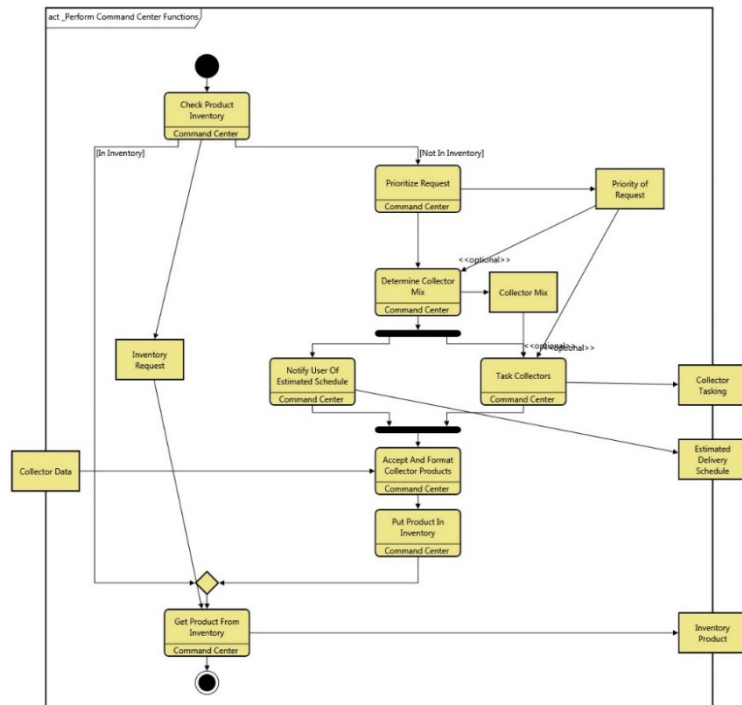 act _Perform Command Center Functions
Check Product
Inventory
Command Center
[In Inventory]
[Not In Inventory]
Prioritize Request
Command Center
Priority of
Request
<<optional>>
Determine Collector
Mix
Command Center
Collector Mix
<<optional>>
<<optional>>
Inventory
Request
Notify User Of
Estimated Schedule
Command Center
Task Collectors
Command Center
Collector
Tasking
Collector Data
Accept And Format
Collector Products
Command Center
Estimated
Delivery
Schedule
Put Product In
Inventory
Command Center
Get Product From
Inventory
Command Center
Inventory
Product